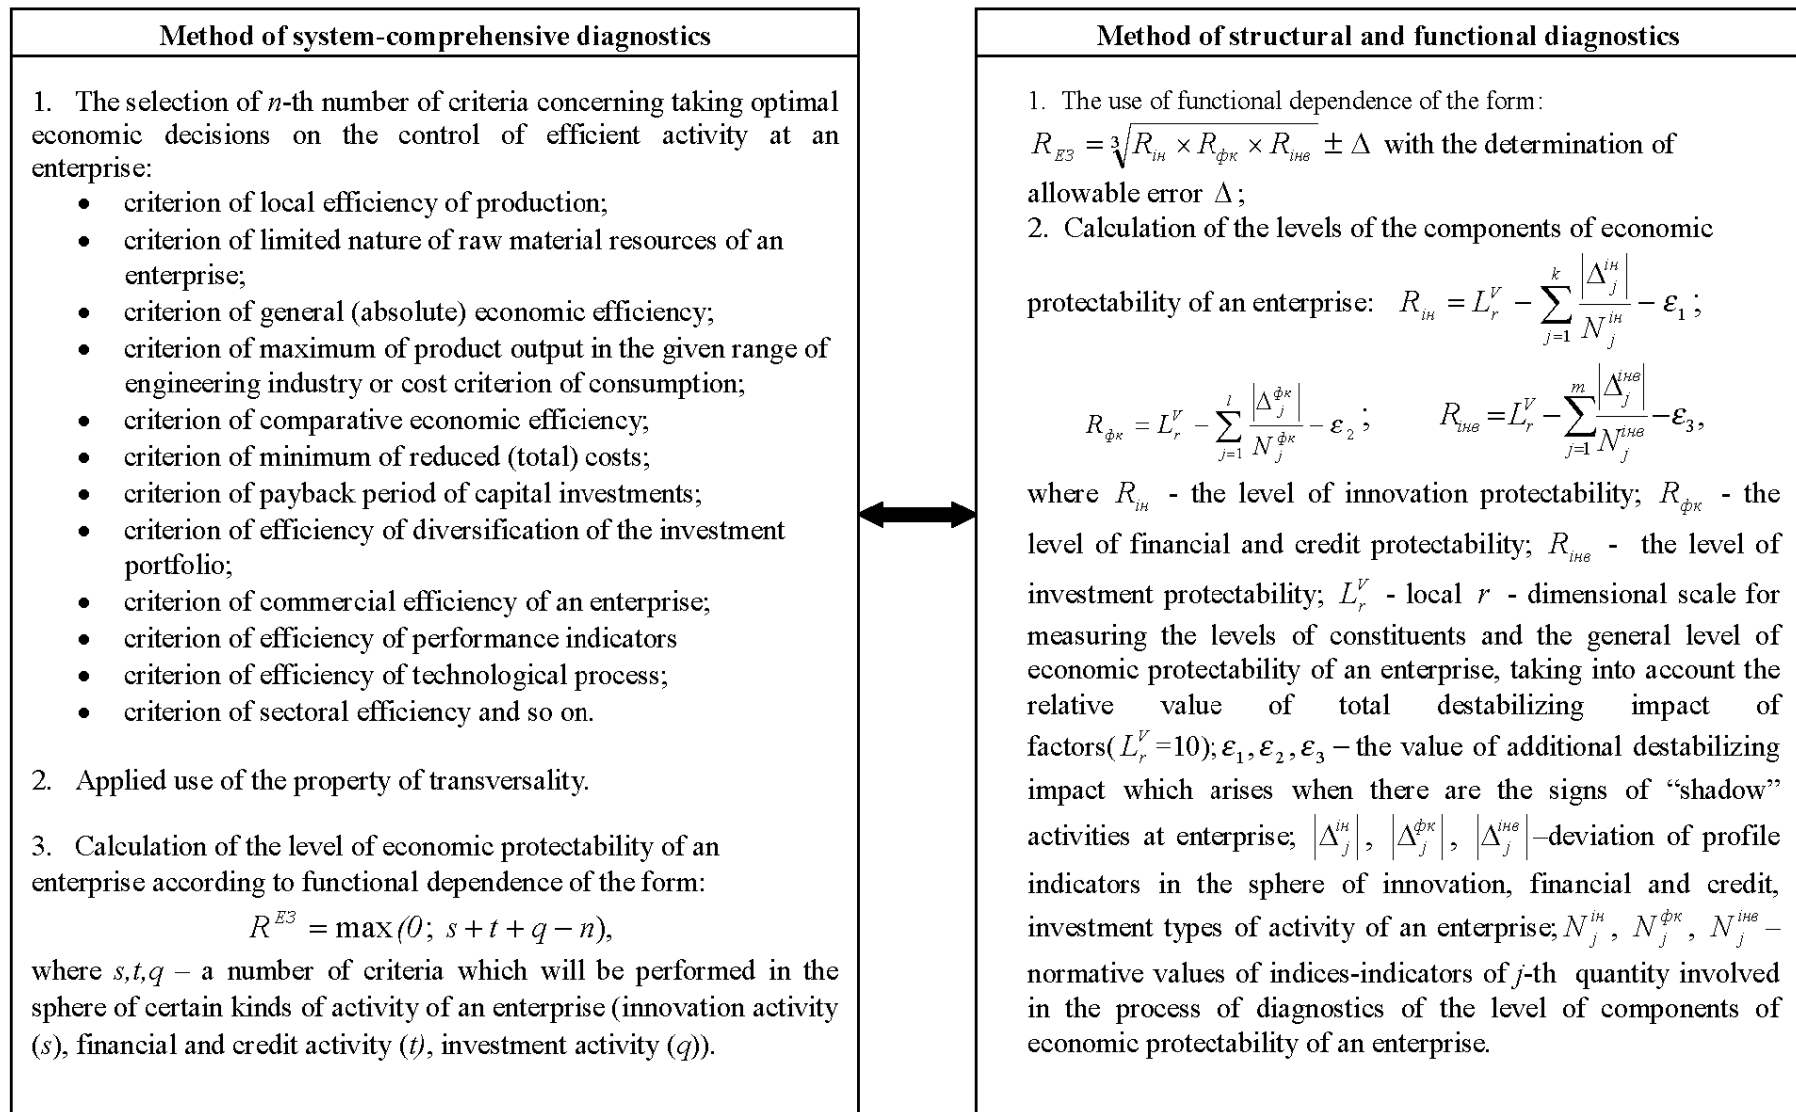 Method of system-comprehensive diagnostics
1. The selection of n-th number of criteria concerning taking optimal
economic decisions on the control of efficient activity at an
enterprise:
• criterion of local efficiency of production;
• criterion of limited nature of raw material resources of an
enterprise;
• criterion of general (absolute) economic efficiency;
• criterion of maximum of product output in the given range of
engineering industry or cost criterion of consumption;
• criterion of comparative economic efficiency;
• criterion of minimum of reduced (total) costs;
• criterion of payback period of capital investments;
• criterion of efficiency of diversification of the investment
portfolio;
• criterion of commercial efficiency of an enterprise;
• criterion of efficiency of performance indicators
• criterion of efficiency of technological process;
• criterion of sectoral efficiency and so on.
2. Applied use of the property of transversality.
3. Calculation of the level of economic protectability of an
enterprise according to functional dependence of the form:
R^{ЕЗ} = max(0; s + t + q − n),
where s,t,q – a number of criteria which will be performed in the
sphere of certain kinds of activity of an enterprise (innovation activity
(s), financial and credit activity (t), investment activity (q)).
Method of structural and functional diagnostics
1. The use of functional dependence of the form:
R_{ЕЗ} = ∛(R_{ін} × R_{фк} × R_{інв}) ± Δ with the determination of
allowable error Δ;
2. Calculation of the levels of the components of economic
protectability of an enterprise: R_{ін} = L_r^V − ∑_{j=1}^{k} |Δ_j^{ін}| / N_j^{ін} − ε_1;
R_{фк} = L_r^V − ∑_{j=1}^{l} |Δ_j^{фк}| / N_j^{фк} − ε_2; R_{інв} = L_r^V − ∑_{j=1}^{m} |Δ_j^{інв}| / N_j^{інв} − ε_3,
where R_{ін} - the level of innovation protectability; R_{фк} - the
level of financial and credit protectability; R_{інв} - the level of
investment protectability; L_r^V - local r - dimensional scale for
measuring the levels of constituents and the general level of
economic protectability of an enterprise, taking into account the
relative value of total destabilizing impact of
factors( L_r^V =10); ε_1, ε_2, ε_3 – the value of additional destabilizing
impact which arises when there are the signs of “shadow”
activities at enterprise; |Δ_j^{ін}|, |Δ_j^{фк}|, |Δ_j^{інв}| –deviation of profile
indicators in the sphere of innovation, financial and credit,
investment types of activity of an enterprise; N_j^{ін}, N_j^{фк}, N_j^{інв} –
normative values of indices-indicators of j-th quantity involved
in the process of diagnostics of the level of components of
economic protectability of an enterprise.